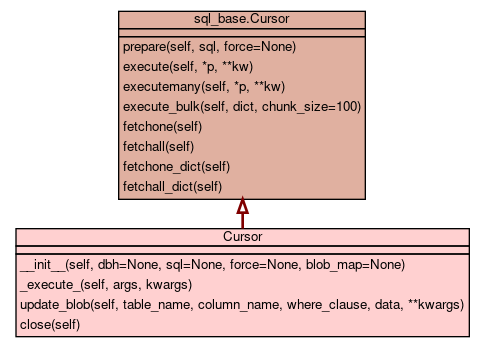 sql_base.Cursor
prepare(self, sql, force=None)
execute(self, *p, **kw)
executemany(self, *p, **kw)
execute_bulk(self, dict, chunk_size=100)
fetchone(self)
fetchall(self)
fetchone_dict(self)
fetchall_dict(self)
Cursor
__init__(self, dbh=None, sql=None, force=None, blob_map=None)
_execute_(self, args, kwargs)
update_blob(self, table_name, column_name, where_clause, data, **kwargs)
close(self)